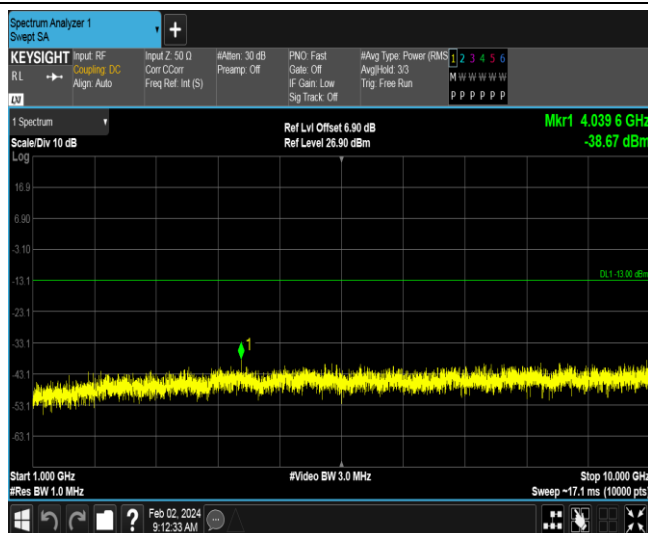 Spectrum Analyzer 1
Swept SA
KEYSIGHT
RL
LXI
Input: RF
Coupling: DC
Align: Auto
Input Z: 50 Ω
Corr CCorr
Freq Ref: Int (S)
#Atten: 30 dB
Preamp: Off
PNO: Fast
Gate: Off
IF Gain: Low
Sig Track: Off
#Avg Type: Power (RMS
Avg|Hold: 3/3
Trig: Free Run
1 2 3 4 5 6
M W W W W W
P P P P P P
1 Spectrum
Scale/Div 10 dB
Log
Ref Lvl Offset 6.90 dB
Ref Level 26.90 dBm
Mkr1 4.039 6 GHz
-38.67 dBm
16.9
6.90
-3.10
-13.1
DL1 -13.00 dBm
-23.1
-33.1
1
-43.1
-53.1
-63.1
Start 1.000 GHz
#Video BW 3.0 MHz
Stop 10.000 GHz
#Res BW 1.0 MHz
Sweep ~17.1 ms (10000 pts)
?
Feb 02, 2024
9:12:33 AM